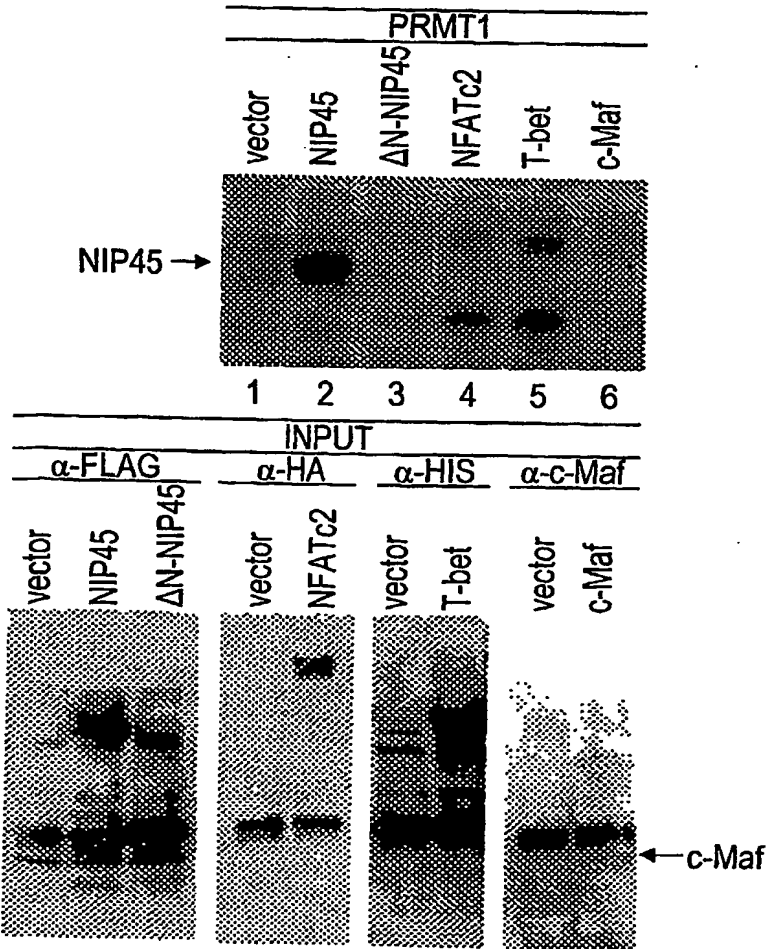 PRMT1
vector NIP45 ΔN-NIP45 NFATc2 T-bet c-Maf
NIP45
1 2 3 4 5 6
INPUT
α-FLAG α-HA α-HIS α-c-Maf
vector NIP45 ΔN-NIP45 vector NFATc2 vector T-bet vector c-Maf
c-Maf